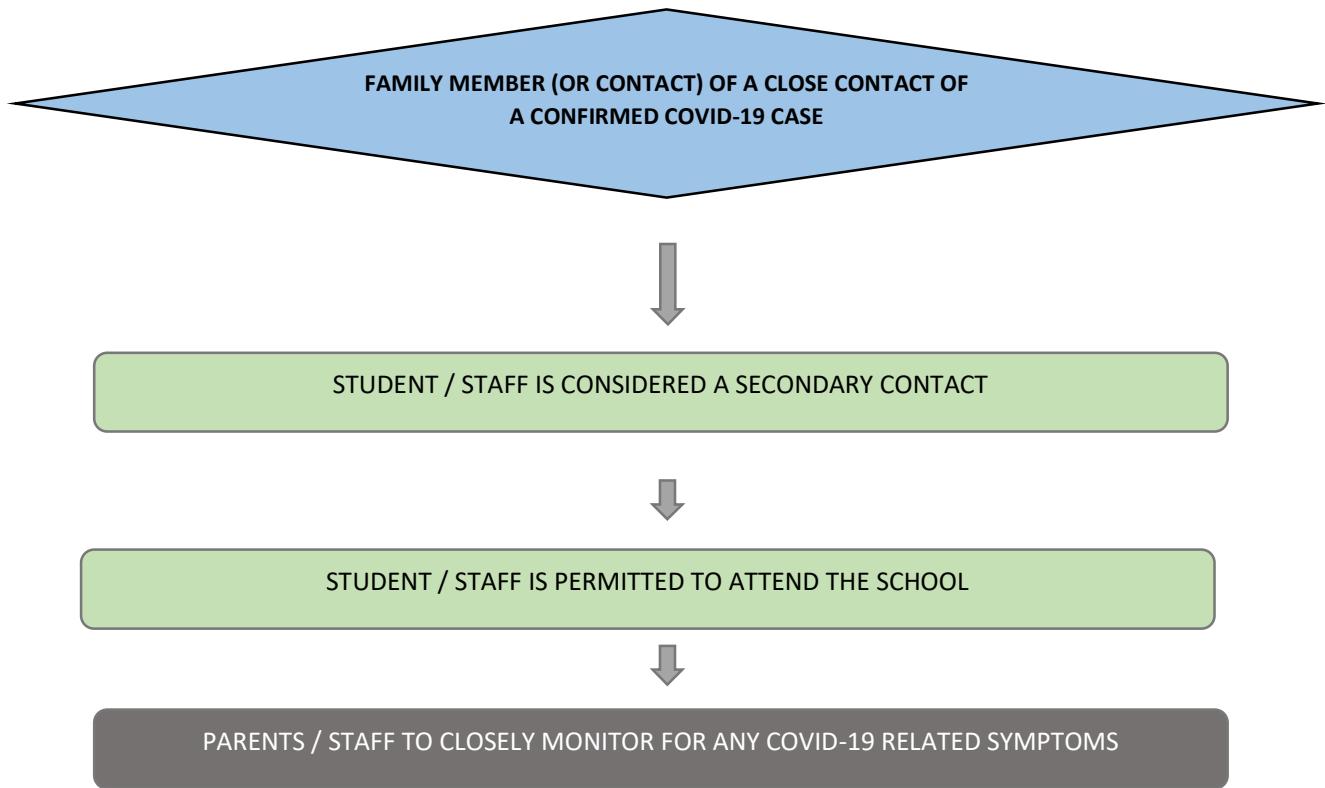 FAMILY MEMBER (OR CONTACT) OF A CLOSE CONTACT OF
A CONFIRMED COVID-19 CASE
STUDENT / STAFF IS CONSIDERED A SECONDARY CONTACT
STUDENT / STAFF IS PERMITTED TO ATTEND THE SCHOOL
PARENTS / STAFF TO CLOSELY MONITOR FOR ANY COVID-19 RELATED SYMPTOMS